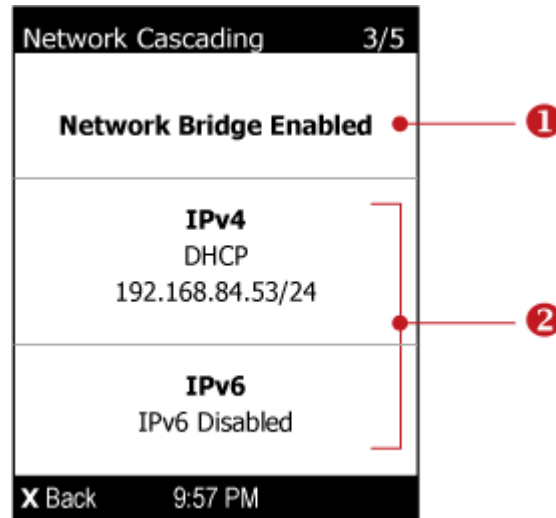 Network Cascading 3/5
Network Bridge Enabled
1
IPv4
DHCP
192.168.84.53/24
2
IPv6
IPv6 Disabled
X Back 9:57 PM